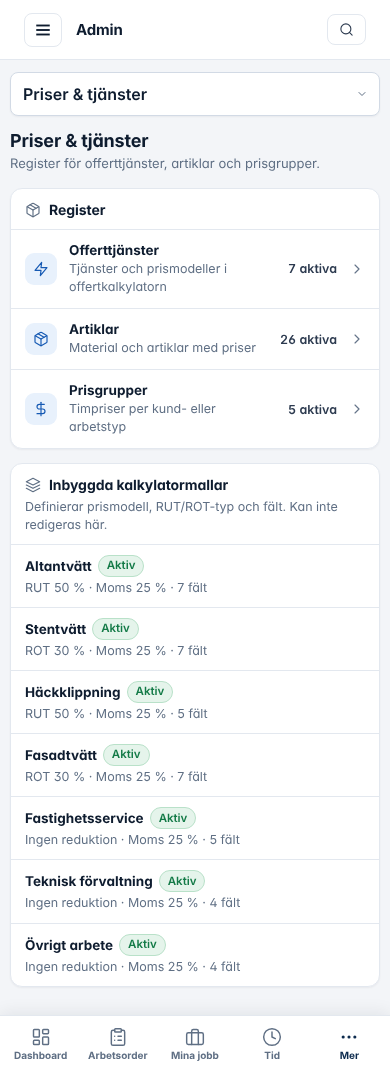 Admin
Priser & tjänster
Priser & tjänster
Register för offerttjänster, artiklar och prisgrupper.
Register
Offerttjänster
Tjänster och prismodeller i
offertkalkylatorn
7 aktiva
Artiklar
Material och artiklar med priser
26 aktiva
Prisgrupper
Timpriser per kund- eller
arbetstyp
5 aktiva
Inbyggda kalkylatormallar
Definierar prismodell, RUT/ROT-typ och fält. Kan inte
redigeras här.
Altantvätt Aktiv
RUT 50 % · Moms 25 % · 7 fält
Stentvätt Aktiv
ROT 30 % · Moms 25 % · 7 fält
Häckklippning Aktiv
RUT 50 % · Moms 25 % · 5 fält
Fasadtvätt Aktiv
ROT 30 % · Moms 25 % · 7 fält
Fastighetsservice Aktiv
Ingen reduktion · Moms 25 % · 5 fält
Teknisk förvaltning Aktiv
Ingen reduktion · Moms 25 % · 4 fält
Övrigt arbete Aktiv
Ingen reduktion · Moms 25 % · 4 fält
Dashboard Arbetsorder Mina jobb Tid Mer